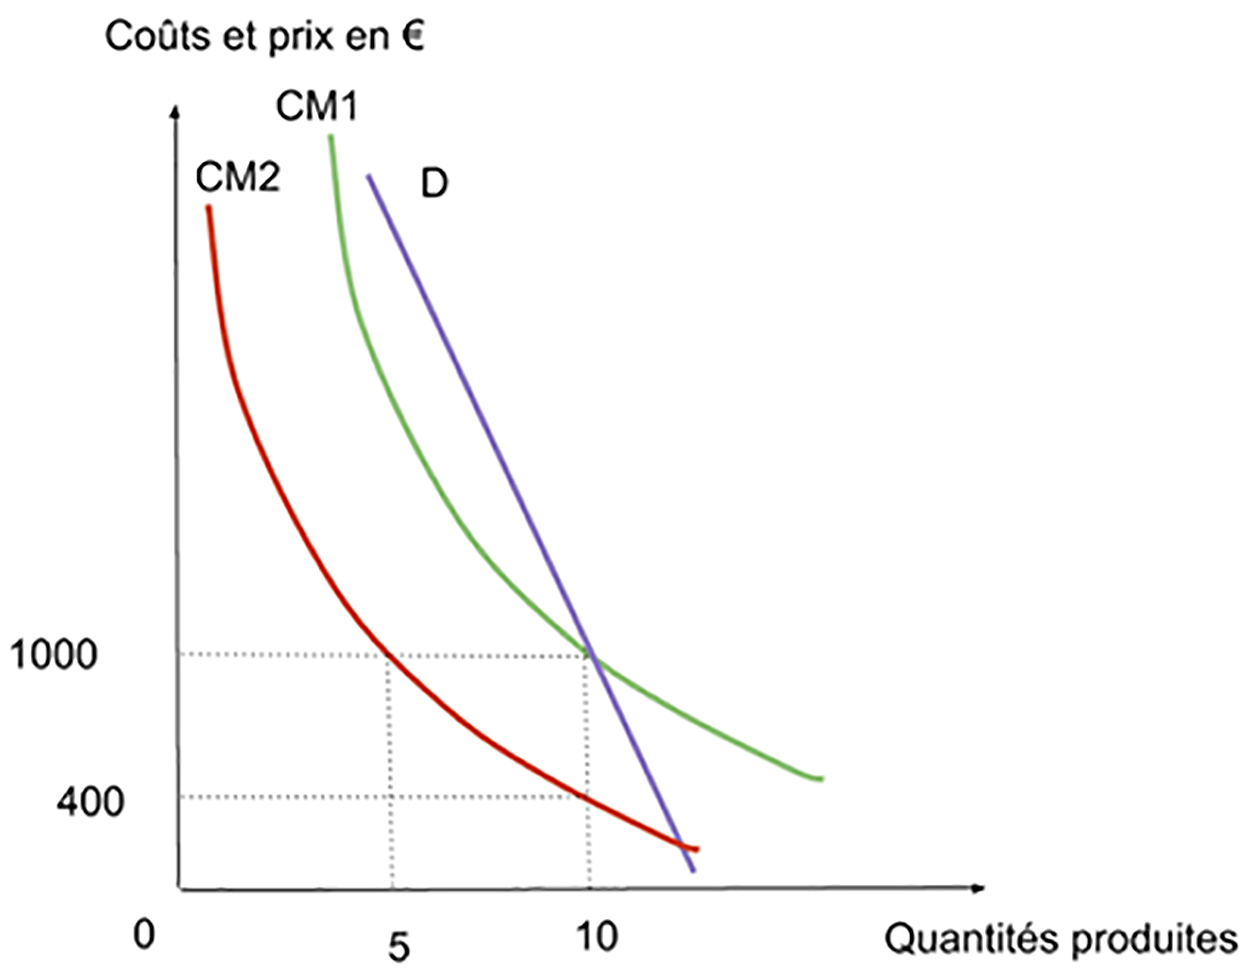 Coûts et prix en €
CM1
CM2
D
1000
400
0
5
10
Quantités produites